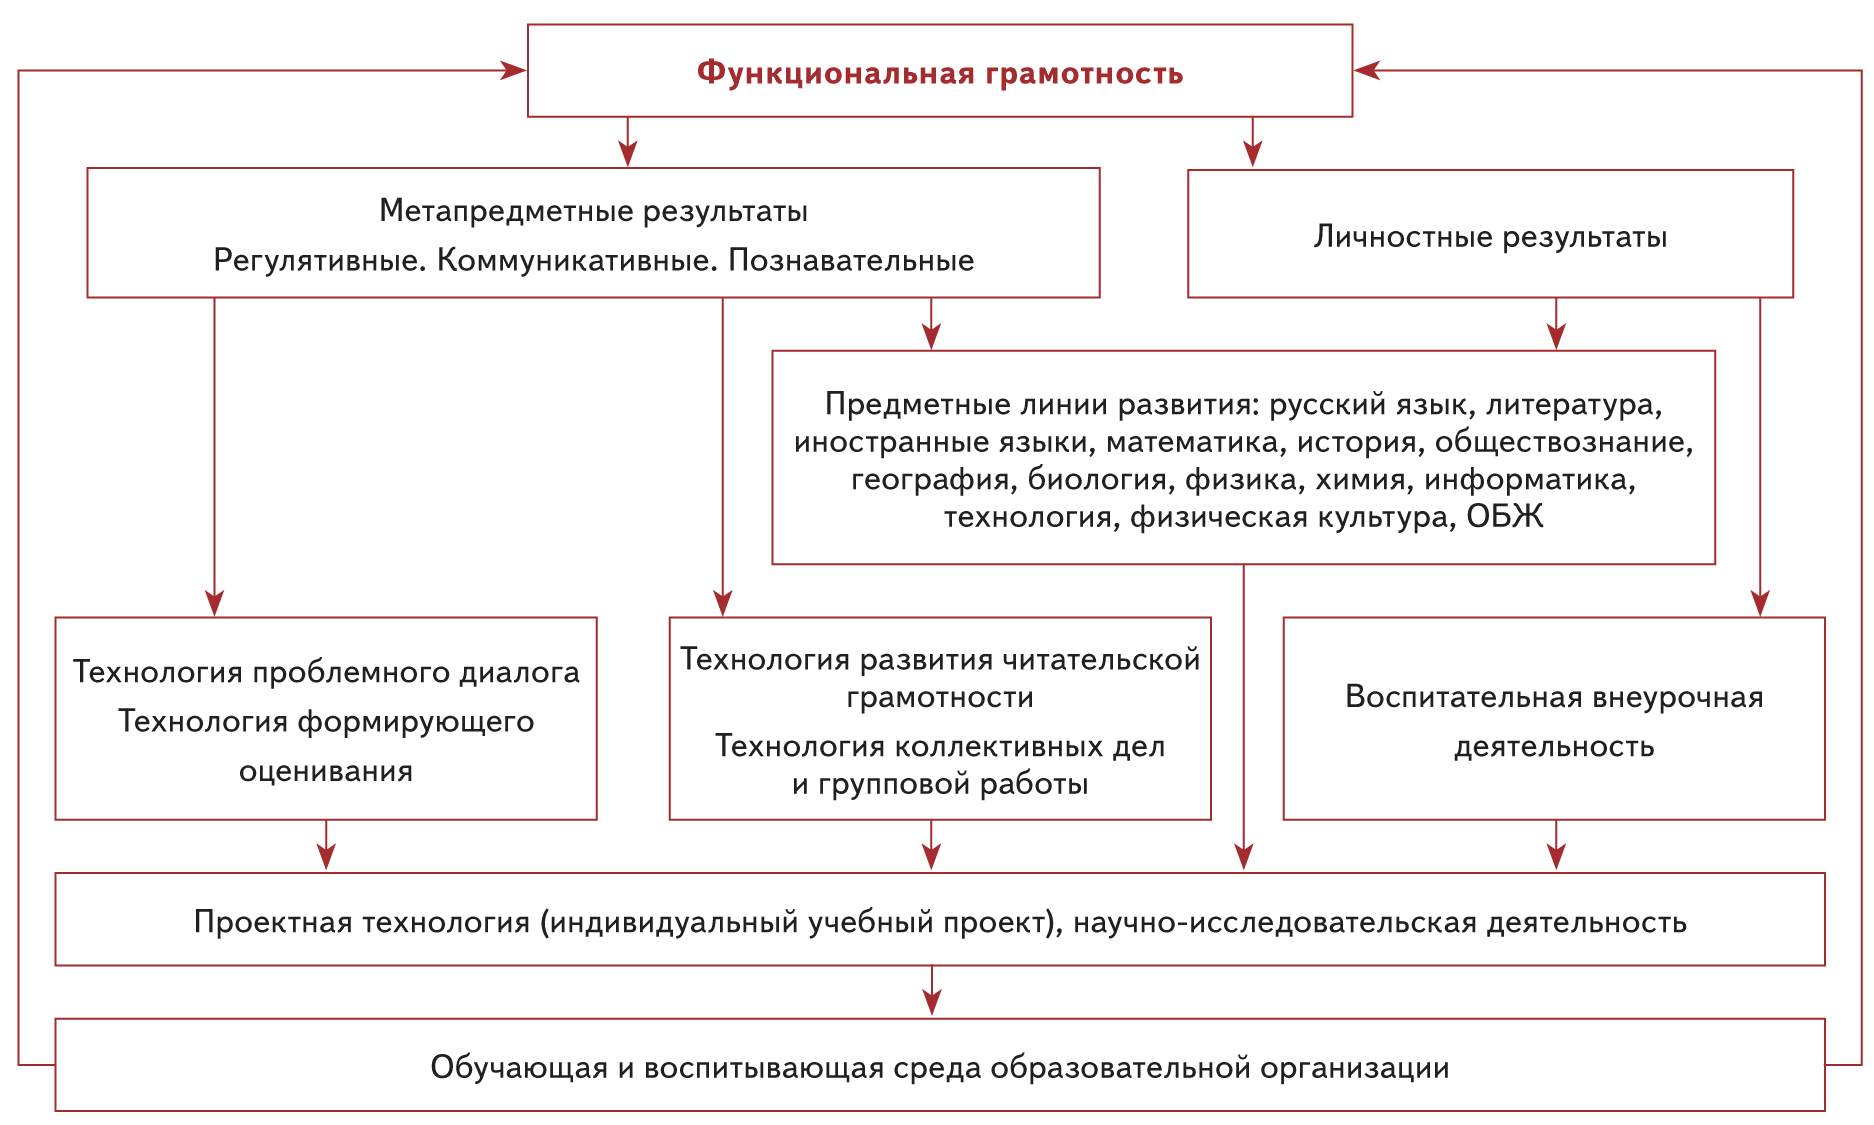 Функциональная грамотность
Метапредметные результаты
Регулятивные. Коммуникативные. Познавательные
Личностные результаты
Предметные линии развития: русский язык, литература,
иностранные языки, математика, история, обществознание,
география, биология, физика, химия, информатика,
технология, физическая культура, ОБЖ
Технология проблемного диалога
Технология формирующего
оценивания
Технология развития читательской
грамотности
Технология коллективных дел
и групповой работы
Воспитательная внеурочная
деятельность
Проектная технология (индивидуальный учебный проект), научно-исследовательская деятельность
Обучающая и воспитывающая среда образовательной организации